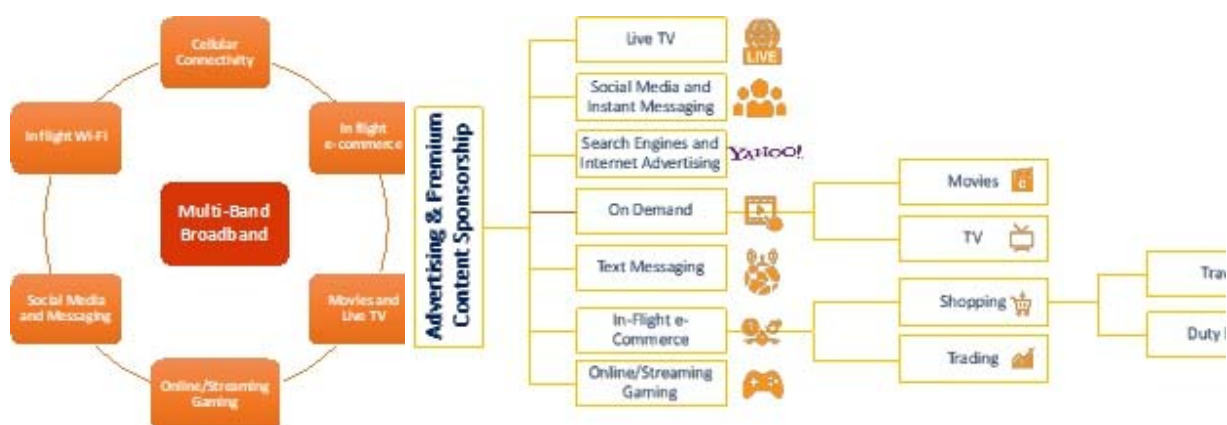 Cellular
Connectivity
In flight
e-commerce
Movies and
Live TV
Online/Streaming
Gaming
Social Media
and Messaging
In flight Wi-Fi
Multi-Band
Broadband
Advertising & Premium
Content Sponsorship
Live TV
LIVE
Social Media and
Instant Messaging
Search Engines and
Internet Advertising
YAHOO!
On Demand
Text Messaging
In-Flight e-
Commerce
Online/Streaming
Gaming
Movies
TV
Shopping
Trading
Duty